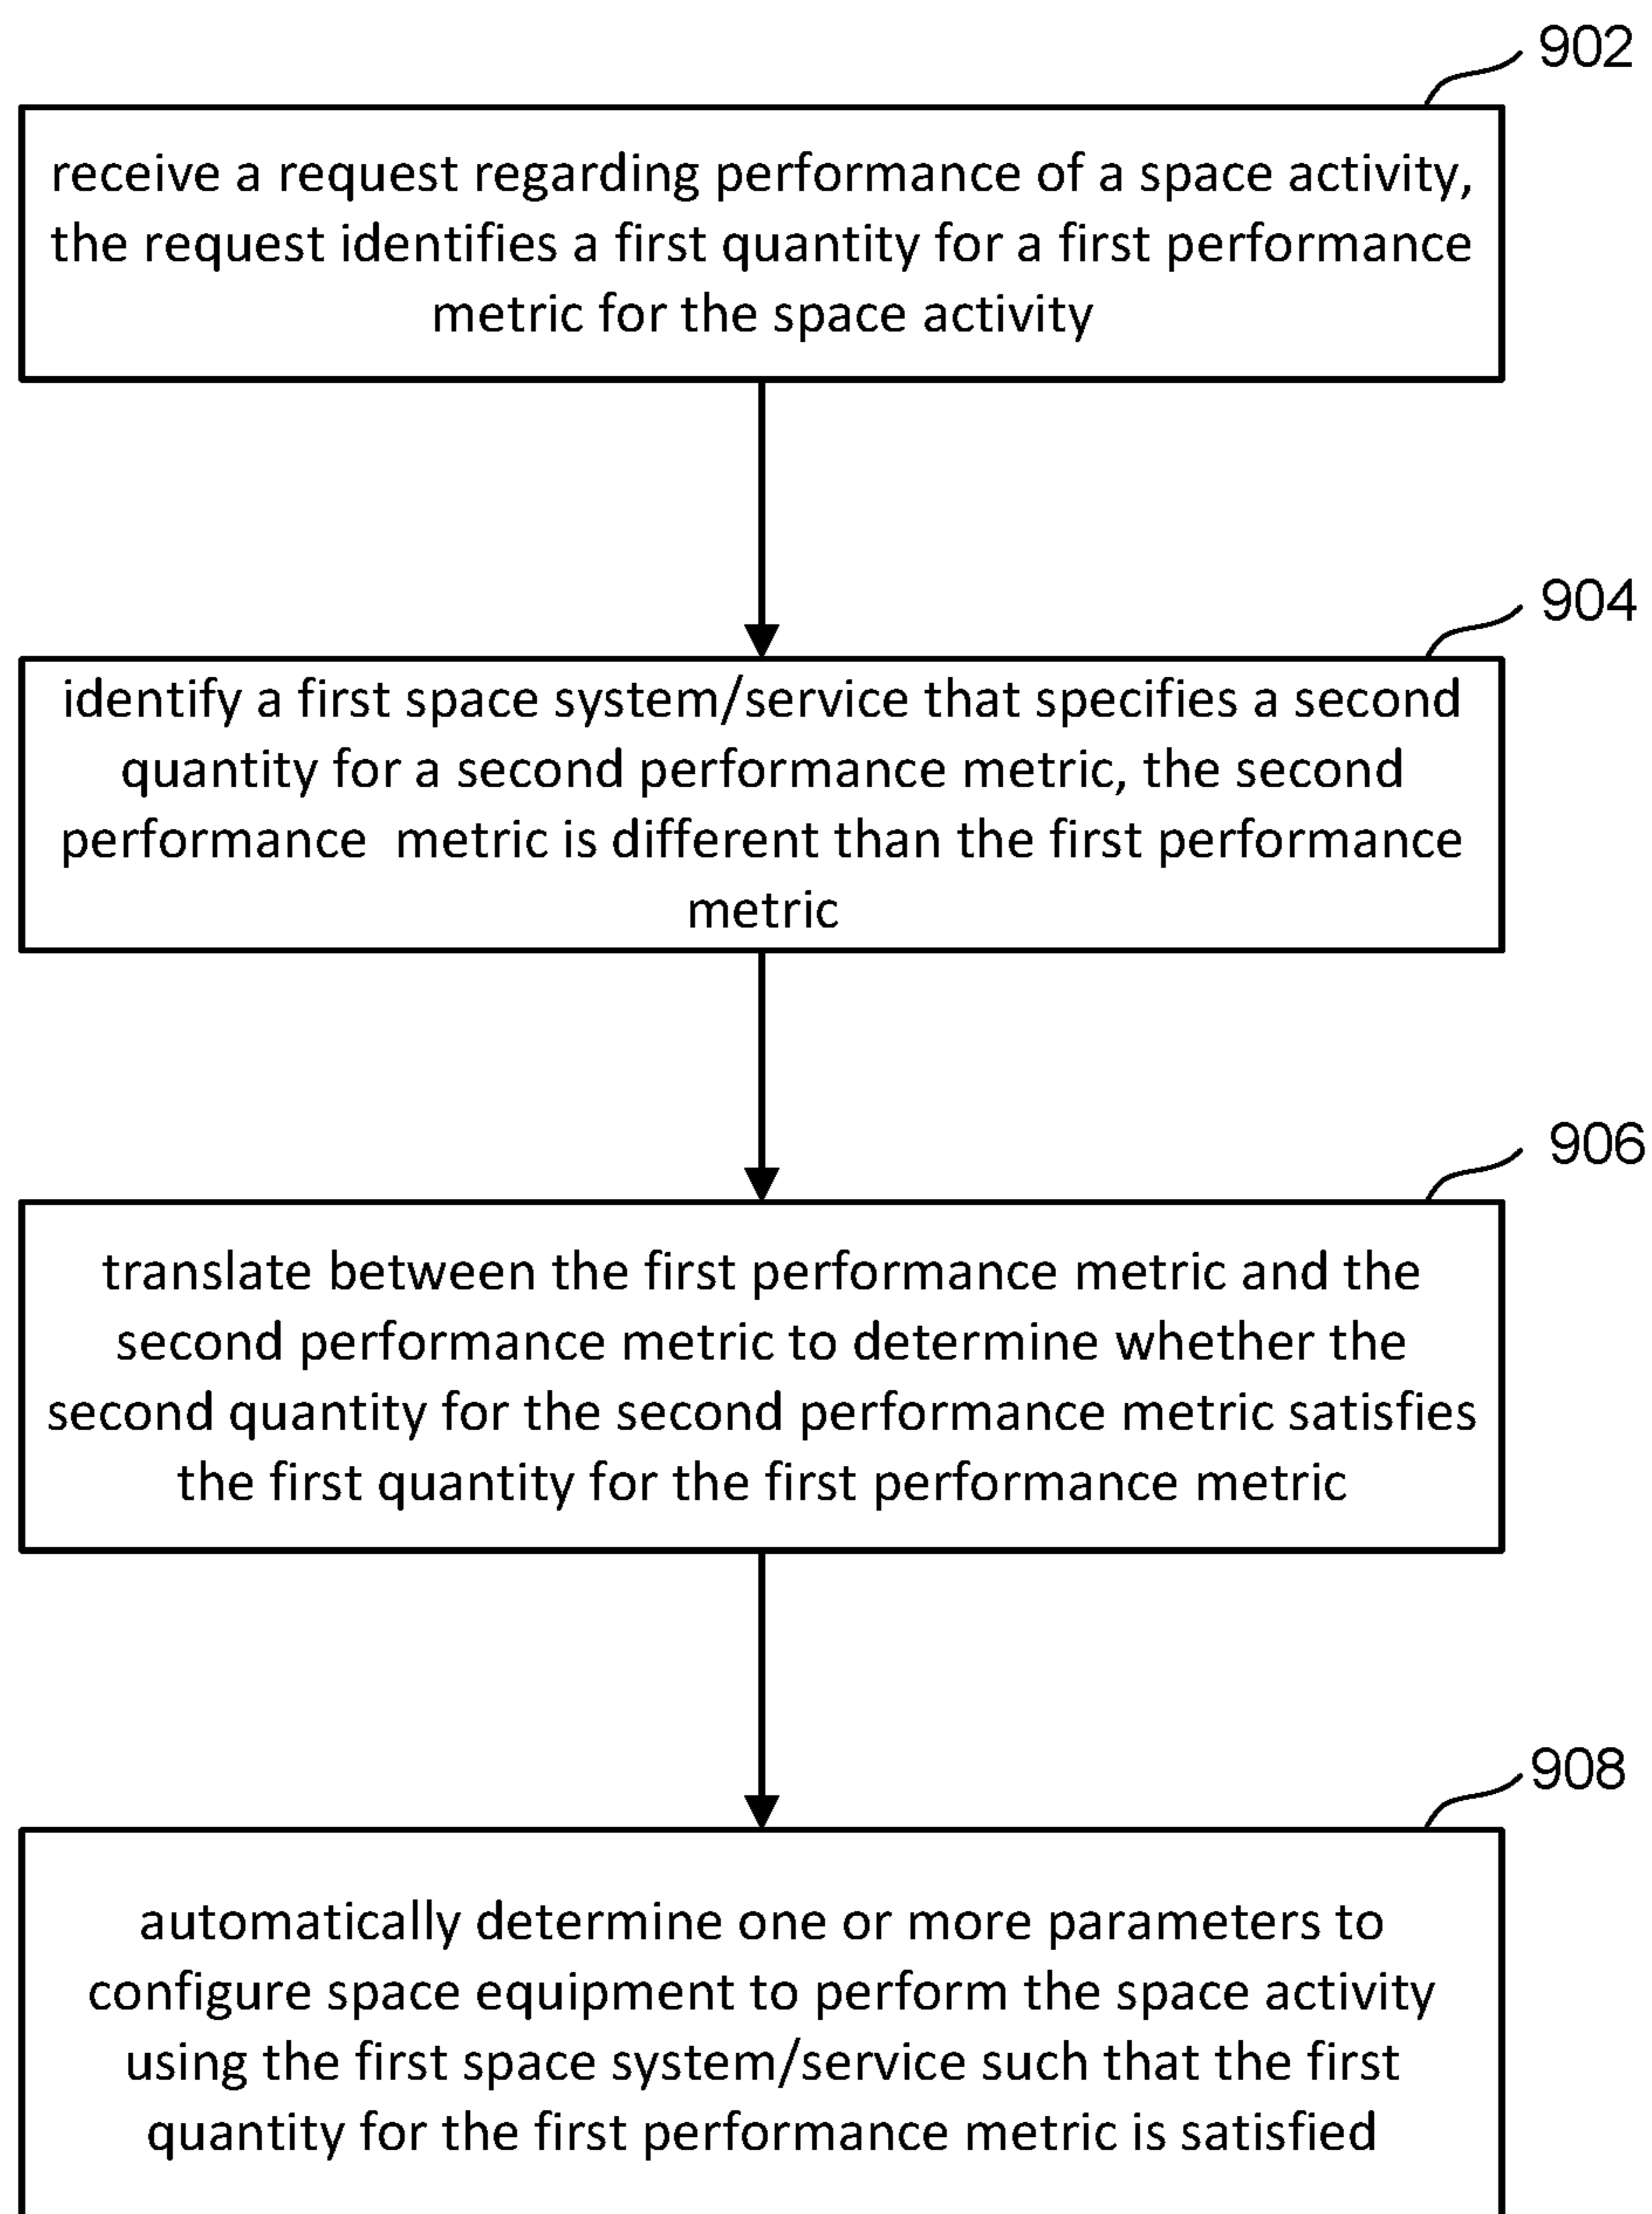 902
receive a request regarding performance of a space activity,
the request identifies a first quantity for a first performance
metric for the space activity
904
identify a first space system/service that specifies a second
quantity for a second performance metric, the second
performance  metric is different than the first performance
metric
906
translate between the first performance metric and the
second performance metric to determine whether the
second quantity for the second performance metric satisfies
the first quantity for the first performance metric
908
automatically determine one or more parameters to
configure space equipment to perform the space activity
using the first space system/service such that the first
quantity for the first performance metric is satisfied